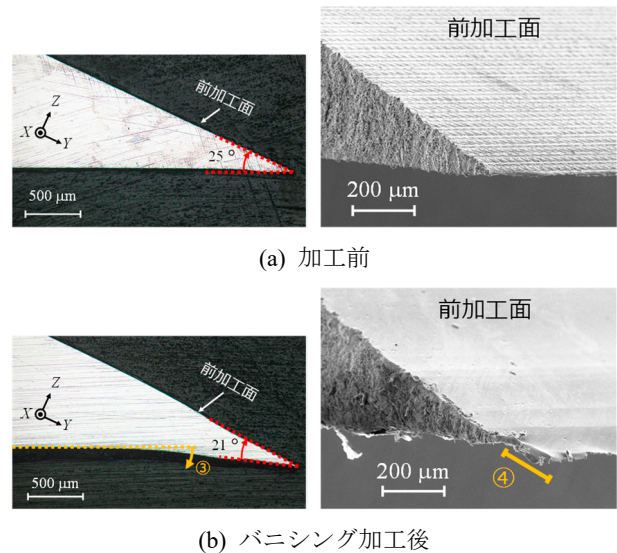 前加工面
Z
X
Y
25 °
500 μm
前加工面
200 μm
(a) 加工前
前加工面
Z
X
Y
21 °
③
500 μm
前加工面
200 μm
④
(b) バニシング加工後